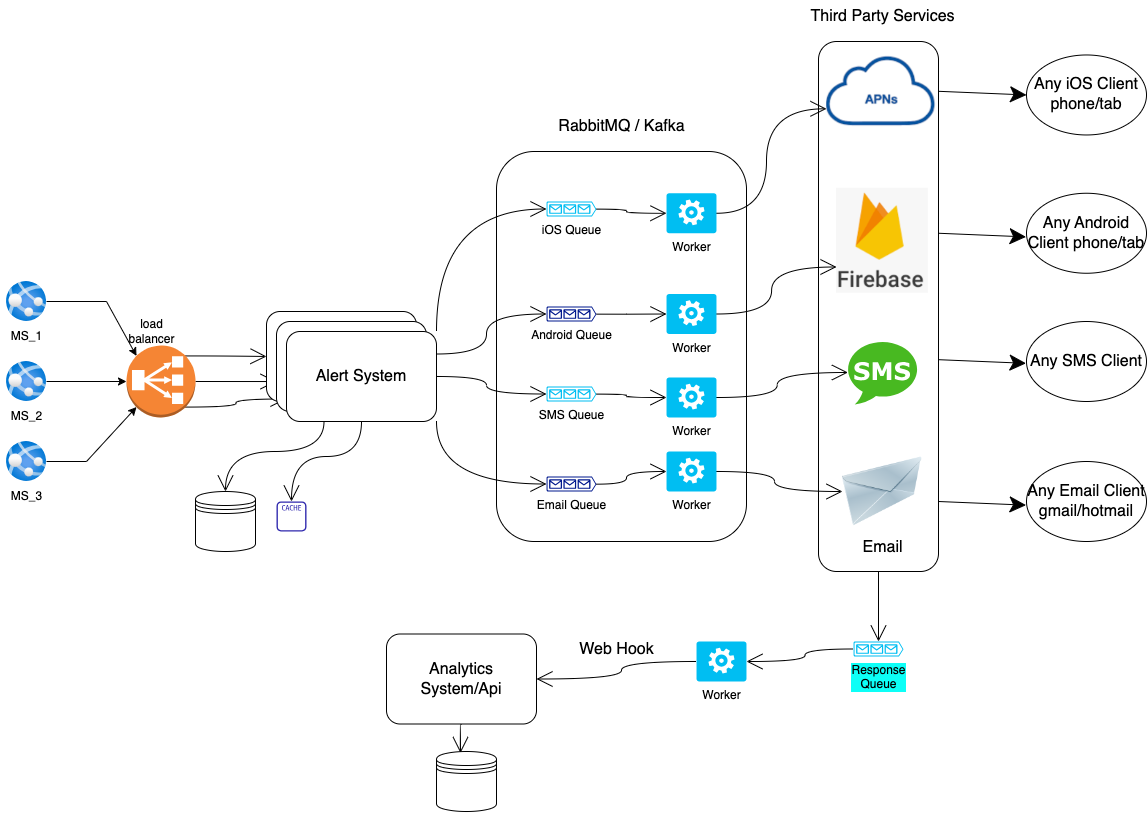 Third Party Services
APNs
Any iOS Client
phone/tab
RabbitMQ / Kafka
iOS Queue
Worker
Firebase
Any Android
Client phone/tab
MS_1
load
balancer
Android Queue
Worker
Alert System
SMS
Any SMS Client
MS_2
SMS Queue
Worker
MS_3
CACHE
Email Queue
Worker
Email
Any Email Client
gmail/hotmail
Analytics
System/Api
Web Hook
Worker
Response
Queue